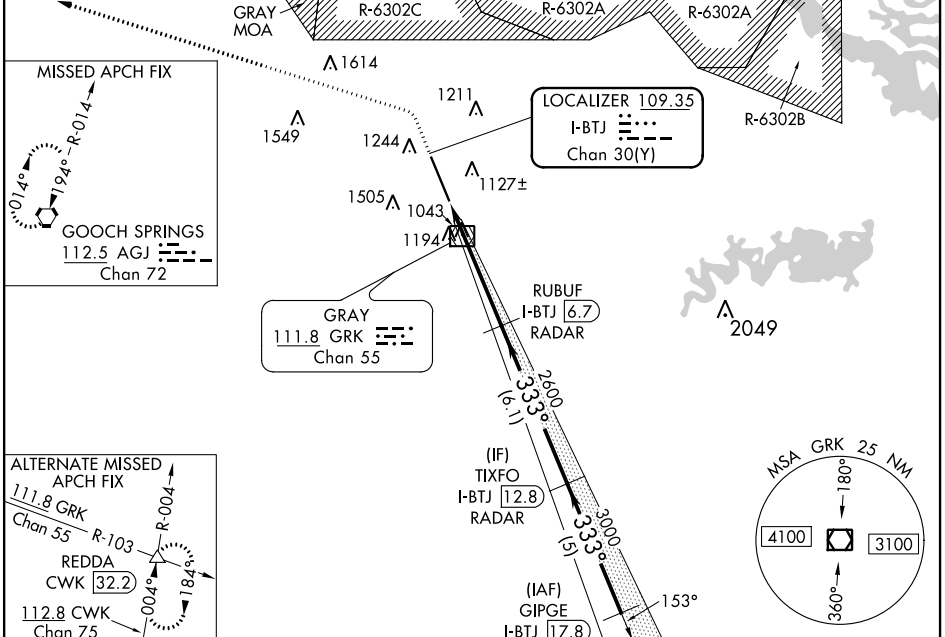 GRAY
MOA
R-6302C
R-6302A
R-6302A
R-6302B
MISSED APCH FIX
R-014
194°
014°
GOOCH SPRINGS
112.5 AGJ
Chan 72
1614
1549
1211
1244
1127±
1505
1043
1194
LOCALIZER 109.35
I-BTJ
Chan 30(Y)
GRAY
111.8 GRK
Chan 55
RUBUF
I-BTJ 6.7
RADAR
2049
2600
333°
(6.1)
(IF)
TIXFO
I-BTJ 12.8
RADAR
3000
333°
(5)
(IAF)
GIPGE
I-BTJ 17.8
153°
ALTERNATE MISSED
APCH FIX
111.8 GRK
Chan 55
R-103
R-004
REDDA
CWK 32.2
004°
184°
112.8 CWK
Chan 75
MSA GRK 25 NM
180°
4100
3100
360°